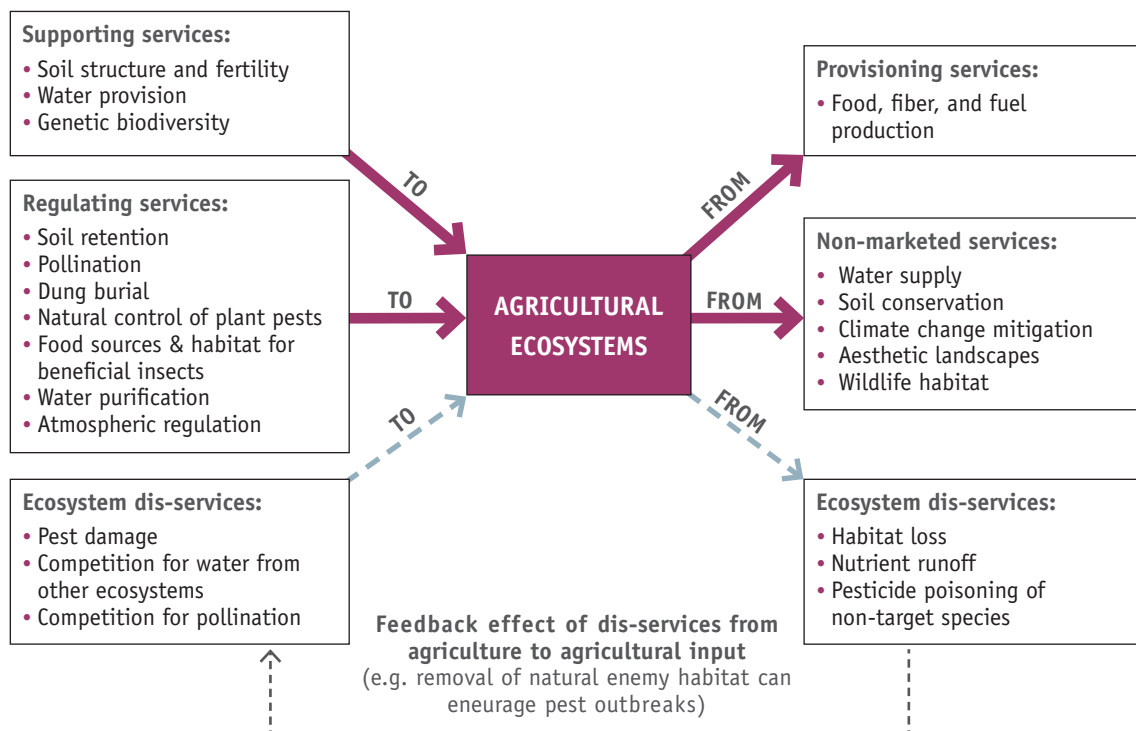 Supporting services:
• Soil structure and fertility
• Water provision
• Genetic biodiversity
Regulating services:
• Soil retention
• Pollination
• Dung burial
• Natural control of plant pests
• Food sources & habitat for
beneficial insects
• Water purification
• Atmospheric regulation
Ecosystem dis-services:
• Pest damage
• Competition for water from
other ecosystems
• Competition for pollination
TO
TO
TO
AGRICULTURAL
ECOSYSTEMS
FROM
FROM
FROM
Provisioning services:
• Food, fiber, and fuel
production
Non-marketed services:
• Water supply
• Soil conservation
• Climate change mitigation
• Aesthetic landscapes
• Wildlife habitat
Ecosystem dis-services:
• Habitat loss
• Nutrient runoff
• Pesticide poisoning of
non-target species
Feedback effect of dis-services from
agriculture to agricultural input
(e.g. removal of natural enemy habitat can
eneurage pest outbreaks)